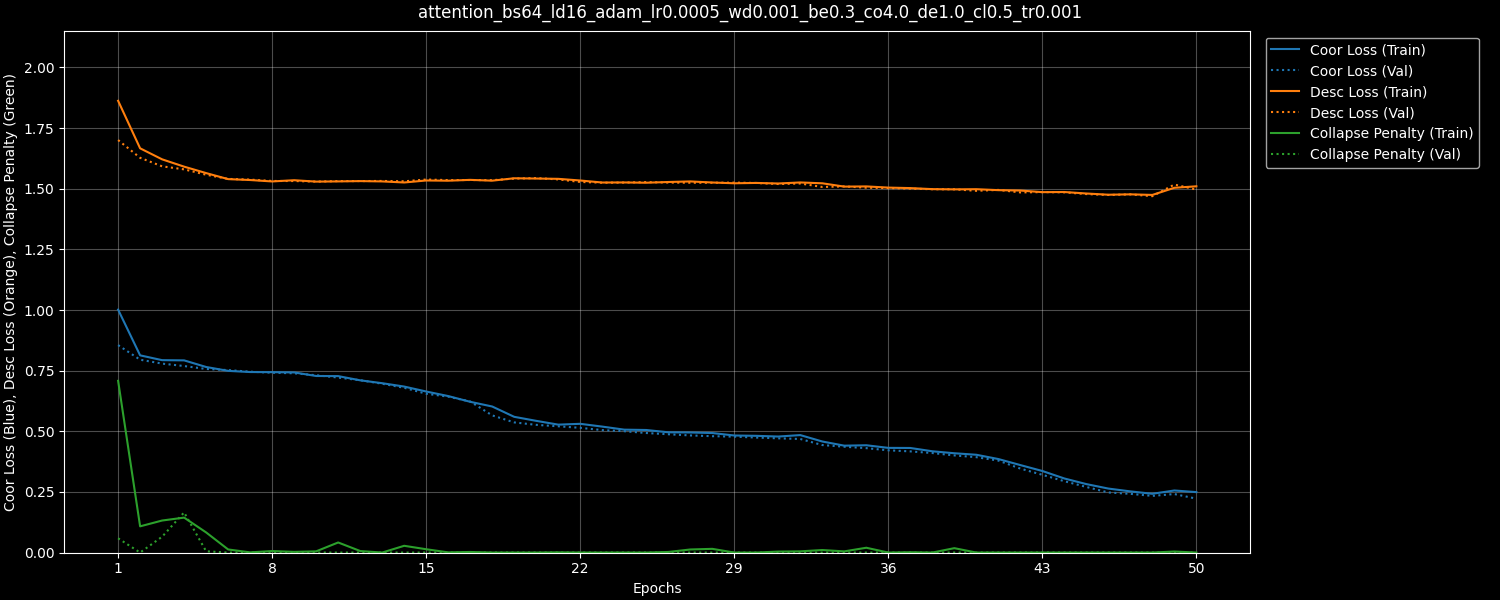 attention_bs64_ld16_adam_lr0.0005_wd0.001_be0.3_co4.0_de1.0_cl0.5_tr0.001
Coor Loss (Blue), Desc Loss (Orange), Collapse Penalty (Green)
2.00
1.75
1.50
1.25
1.00
0.75
0.50
0.25
0.00
1 8 15 22 29 36 43 50
Epochs
Coor Loss (Train)
Coor Loss (Val)
Desc Loss (Train)
Desc Loss (Val)
Collapse Penalty (Train)
Collapse Penalty (Val)